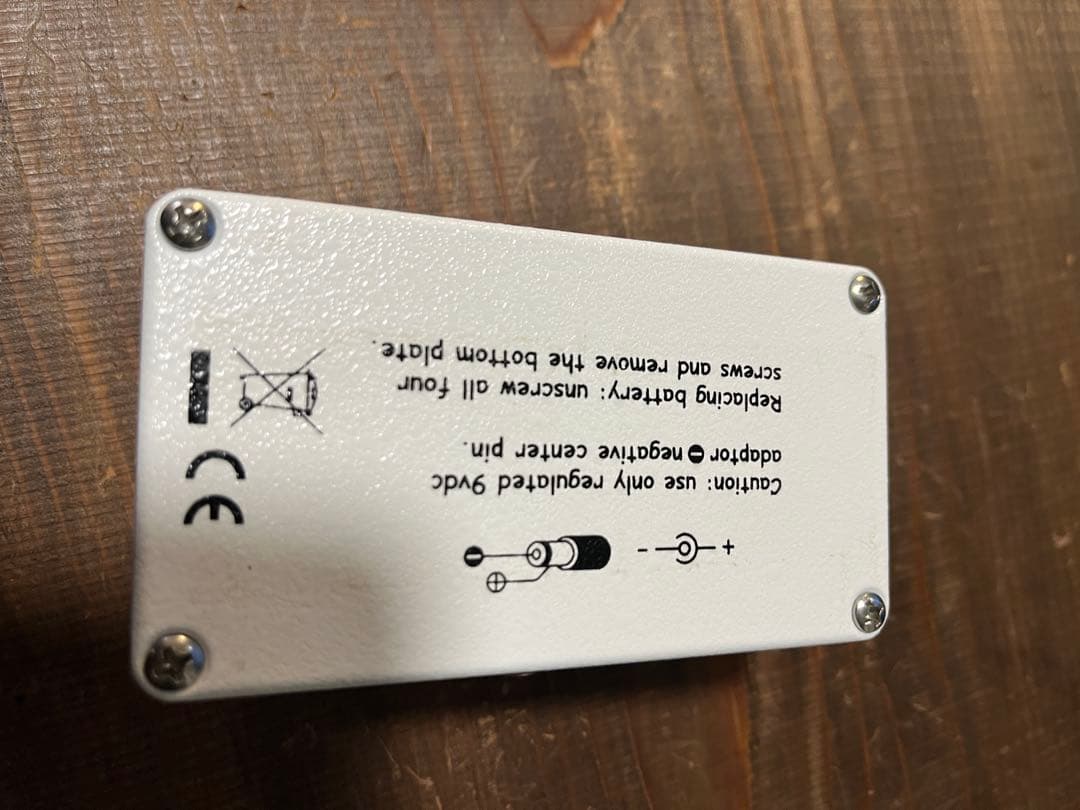 + -
Caution: use only regulated 9vdc
adaptor ⊖ negative center pin.
Replacing battery: unscrew all four
screws and remove the bottom plate.
CE